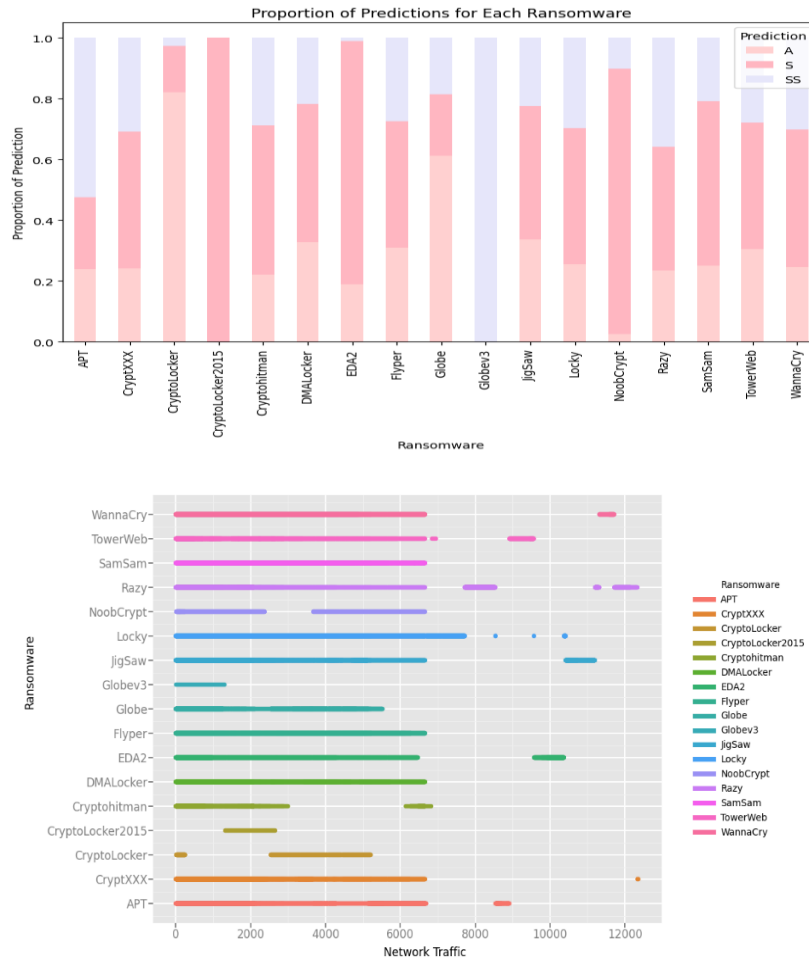 Proportion of Predictions for Each Ransomware
Prediction
A
S
SS
1.0
0.8
0.6
0.4
0.2
0.0
Proportion of Prediction
APT
CryptXXX
CryptoLocker
CryptoLocker2015
Cryptohitman
DMALocker
EDA2
Flyper
Globe
Globev3
JigSaw
Locky
NoobCrypt
Razy
SamSam
TowerWeb
WannaCry
Ransomware
WannaCry
TowerWeb
SamSam
Razy
NoobCrypt
Locky
JigSaw
Globev3
Globe
Flyper
EDA2
DMALocker
Cryptohitman
CryptoLocker2015
CryptoLocker
CryptXXX
APT
Ransomware
0 2000 4000 6000 8000 10000 12000
Network Traffic
Ransomware
APT
CryptXXX
CryptoLocker
CryptoLocker2015
Cryptohitman
DMALocker
EDA2
Flyper
Globe
Globev3
JigSaw
Locky
NoobCrypt
Razy
SamSam
TowerWeb
WannaCry